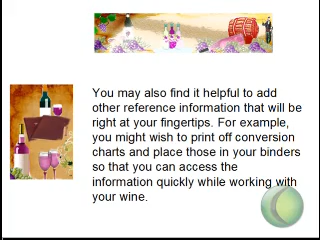 You may also find it helpful to add
other reference information that will be
right at your fingertips. For example,
you might wish to print off conversion
charts and place those in your binders
so that you can access the
information quickly while working with
your wine.